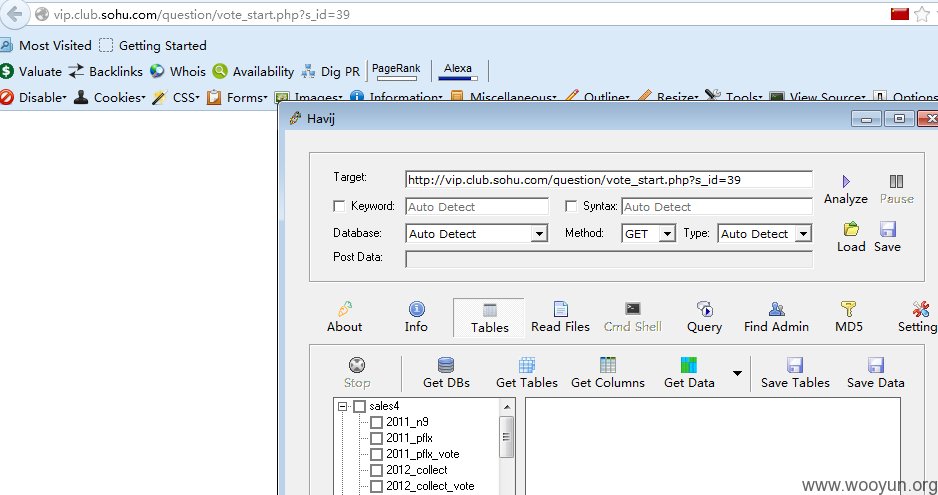 vip.club.sohu.com/question/vote_start.php?s_id=39
Most Visited Getting Started
Valuate Backlinks Whois Availability Dig PR PageRank Alexa
Disable Cookies CSS Forms Images Information Miscellaneous Outline Resize Tools View Source Options
Havij
Target: http://vip.club.sohu.com/question/vote_start.php?s_id=39
Analyze Pause
Keyword: Auto Detect Syntax: Auto Detect
Database: Auto Detect Method: GET Type: Auto Detect
Load Save
Post Data:
About Info Tables Read Files Cmd Shell Query Find Admin MD5 Setting
Stop Get DBs Get Tables Get Columns Get Data Save Tables Save Data
sales4
2011_n9
2011_pflx
2011_pflx_vote
2012_collect
2012_collect_vote
www.wooyun.org